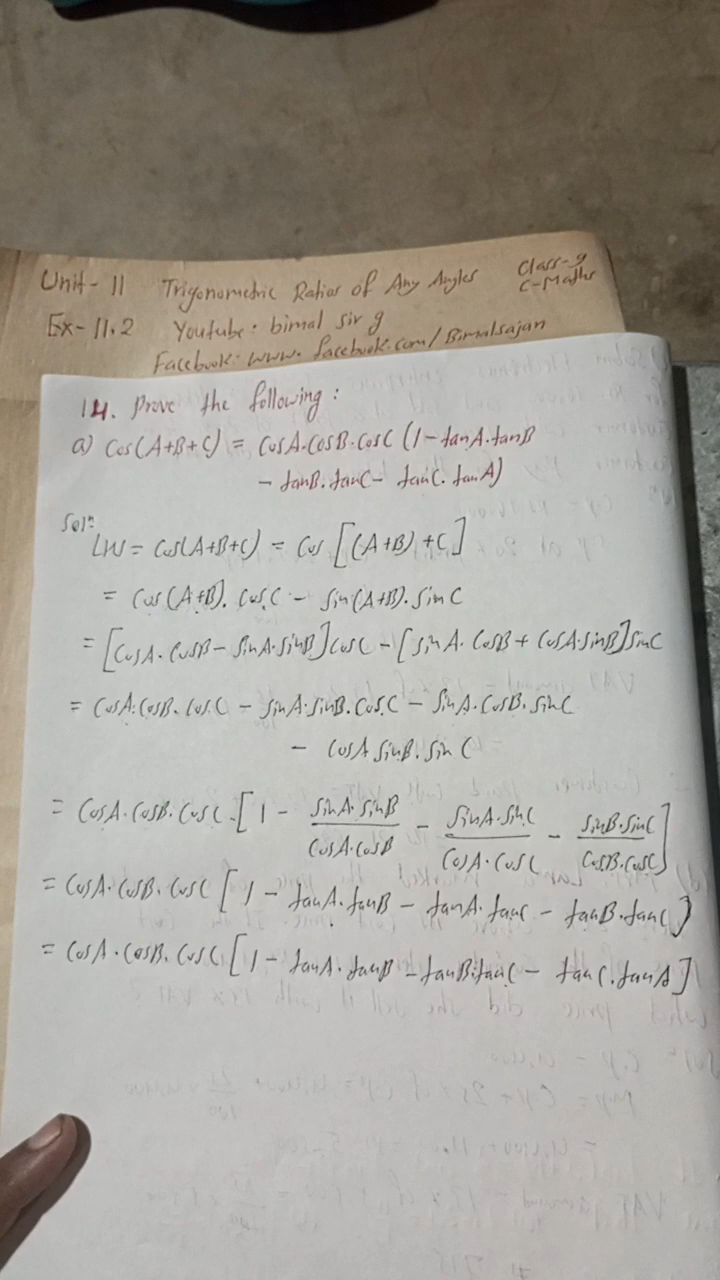 Unit- 11 Trigonometric Ratios of Any Angles Class-9
C-Maths
Ex- 11.2 Youtube: bimal sir g
Facebook: www. facebook.com/Bimalsajan
14. Prove the following:
a) Cos(A+B+C) = CosA.CosB.CosC (1-tanA.tanB
- tanB.tanC- tanC.tanA)
Solⁿ
LHS = Cos(A+B+C) = Cos [(A+B)+C]
= Cos(A+B). CosC - Sin(A+B).SinC
= [CosA.CosB- SinA.SinB]CosC - [SinA. CosB + CosA.SinB]SinC
= CosA.CosB.CosC - SinA.SinB.CosC - SinA.CosB.SinC
- CosA SinB.Sin C
= CosA.CosB.CosC.[1 - SinA.SinB/CosA.CosB - SinA.SinC/CosA.CosC - SinB.SinC/CosB.CosC]
= CosA.CosB.CosC [1 - tanA.tanB - tanA.tanC - tanB.tanC]
= CosA.CosB.CosC [1 - tanA.tanB - tanB.tanC - tanC.tanA]